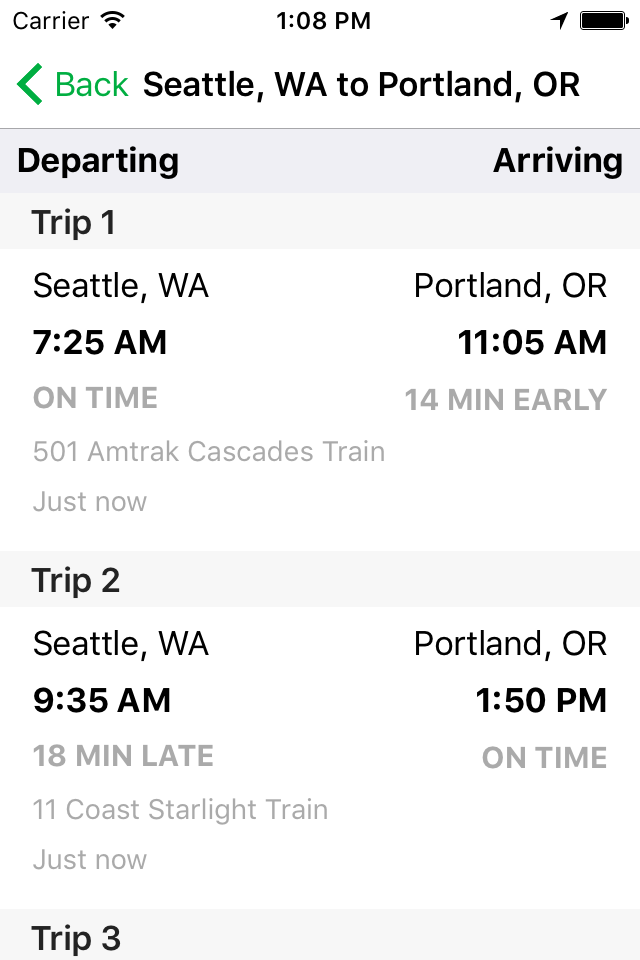 Carrier 1:08 PM
Back Seattle, WA to Portland, OR
Departing Arriving
Trip 1
Seattle, WA Portland, OR
7:25 AM 11:05 AM
ON TIME 14 MIN EARLY
501 Amtrak Cascades Train
Just now
Trip 2
Seattle, WA Portland, OR
9:35 AM 1:50 PM
18 MIN LATE ON TIME
11 Coast Starlight Train
Just now
Trip 3